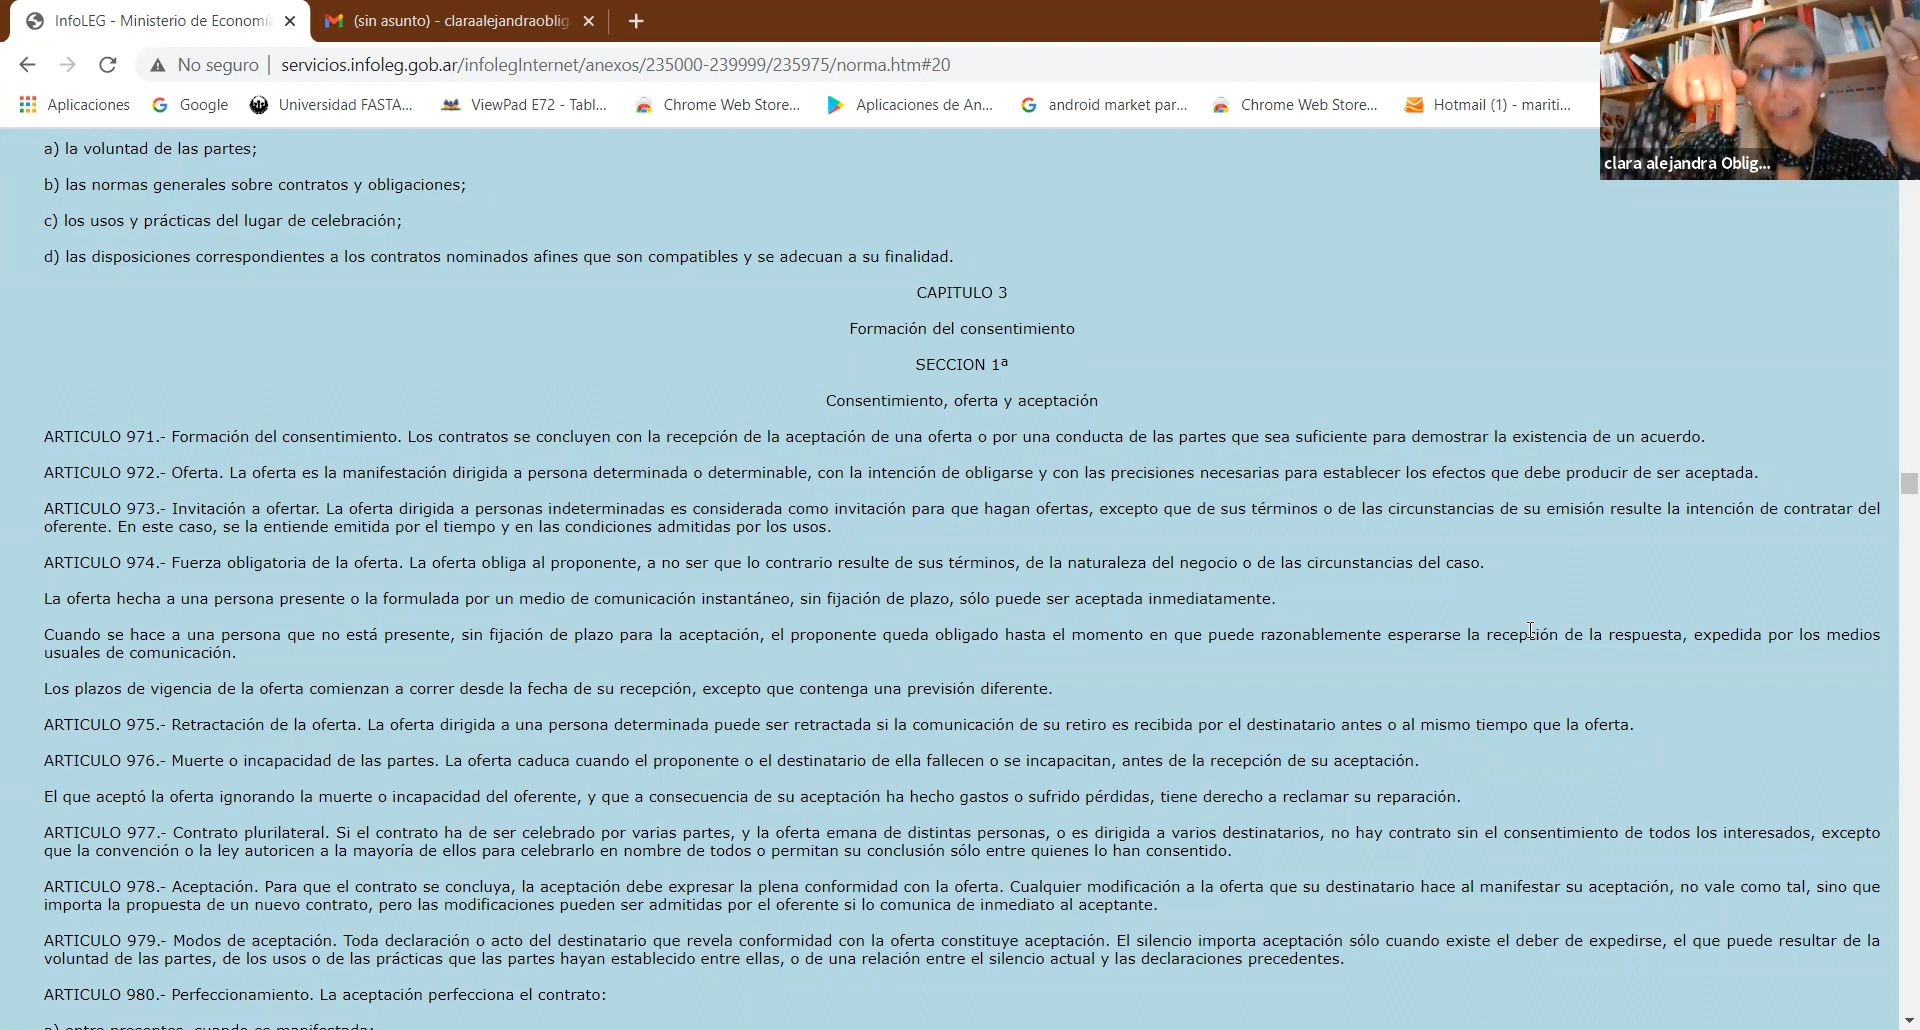 InfoLEG - Ministerio de Economía
(sin asunto) - claraalejandraoblig
No seguro
servicios.infoleg.gob.ar/infolegInternet/anexos/235000-239999/235975/norma.htm#20
Aplicaciones
Google
Universidad FASTA...
ViewPad E72 - Tabl...
Chrome Web Store...
Aplicaciones de An...
android market par...
Chrome Web Store...
Hotmail (1) - mariti...
clara alejandra Oblig...
a) la voluntad de las partes;
b) las normas generales sobre contratos y obligaciones;
c) los usos y prácticas del lugar de celebración;
d) las disposiciones correspondientes a los contratos nominados afines que son compatibles y se adecuan a su finalidad.
CAPITULO 3
Formación del consentimiento
SECCION 1ª
Consentimiento, oferta y aceptación
ARTICULO 971.- Formación del consentimiento. Los contratos se concluyen con la recepción de la aceptación de una oferta o por una conducta de las partes que sea suficiente para demostrar la existencia de un acuerdo.
ARTICULO 972.- Oferta. La oferta es la manifestación dirigida a persona determinada o determinable, con la intención de obligarse y con las precisiones necesarias para establecer los efectos que debe producir de ser aceptada.
ARTICULO 973.- Invitación a ofertar. La oferta dirigida a personas indeterminadas es considerada como invitación para que hagan ofertas, excepto que de sus términos o de las circunstancias de su emisión resulte la intención de contratar del
oferente. En este caso, se la entiende emitida por el tiempo y en las condiciones admitidas por los usos.
ARTICULO 974.- Fuerza obligatoria de la oferta. La oferta obliga al proponente, a no ser que lo contrario resulte de sus términos, de la naturaleza del negocio o de las circunstancias del caso.
La oferta hecha a una persona presente o la formulada por un medio de comunicación instantáneo, sin fijación de plazo, sólo puede ser aceptada inmediatamente.
Cuando se hace a una persona que no está presente, sin fijación de plazo para la aceptación, el proponente queda obligado hasta el momento en que puede razonablemente esperarse la recepción de la respuesta, expedida por los medios
usuales de comunicación.
Los plazos de vigencia de la oferta comienzan a correr desde la fecha de su recepción, excepto que contenga una previsión diferente.
ARTICULO 975.- Retractación de la oferta. La oferta dirigida a una persona determinada puede ser retractada si la comunicación de su retiro es recibida por el destinatario antes o al mismo tiempo que la oferta.
ARTICULO 976.- Muerte o incapacidad de las partes. La oferta caduca cuando el proponente o el destinatario de ella fallecen o se incapacitan, antes de la recepción de su aceptación.
El que aceptó la oferta ignorando la muerte o incapacidad del oferente, y que a consecuencia de su aceptación ha hecho gastos o sufrido pérdidas, tiene derecho a reclamar su reparación.
ARTICULO 977.- Contrato plurilateral. Si el contrato ha de ser celebrado por varias partes, y la oferta emana de distintas personas, o es dirigida a varios destinatarios, no hay contrato sin el consentimiento de todos los interesados, excepto
que la convención o la ley autoricen a la mayoría de ellos para celebrarlo en nombre de todos o permitan su conclusión sólo entre quienes lo han consentido.
ARTICULO 978.- Aceptación. Para que el contrato se concluya, la aceptación debe expresar la plena conformidad con la oferta. Cualquier modificación a la oferta que su destinatario hace al manifestar su aceptación, no vale como tal, sino que
importa la propuesta de un nuevo contrato, pero las modificaciones pueden ser admitidas por el oferente si lo comunica de inmediato al aceptante.
ARTICULO 979.- Modos de aceptación. Toda declaración o acto del destinatario que revela conformidad con la oferta constituye aceptación. El silencio importa aceptación sólo cuando existe el deber de expedirse, el que puede resultar de la
voluntad de las partes, de los usos o de las prácticas que las partes hayan establecido entre ellas, o de una relación entre el silencio actual y las declaraciones precedentes.
ARTICULO 980.- Perfeccionamiento. La aceptación perfecciona el contrato:
a) entre presentes, cuando es manifestada;